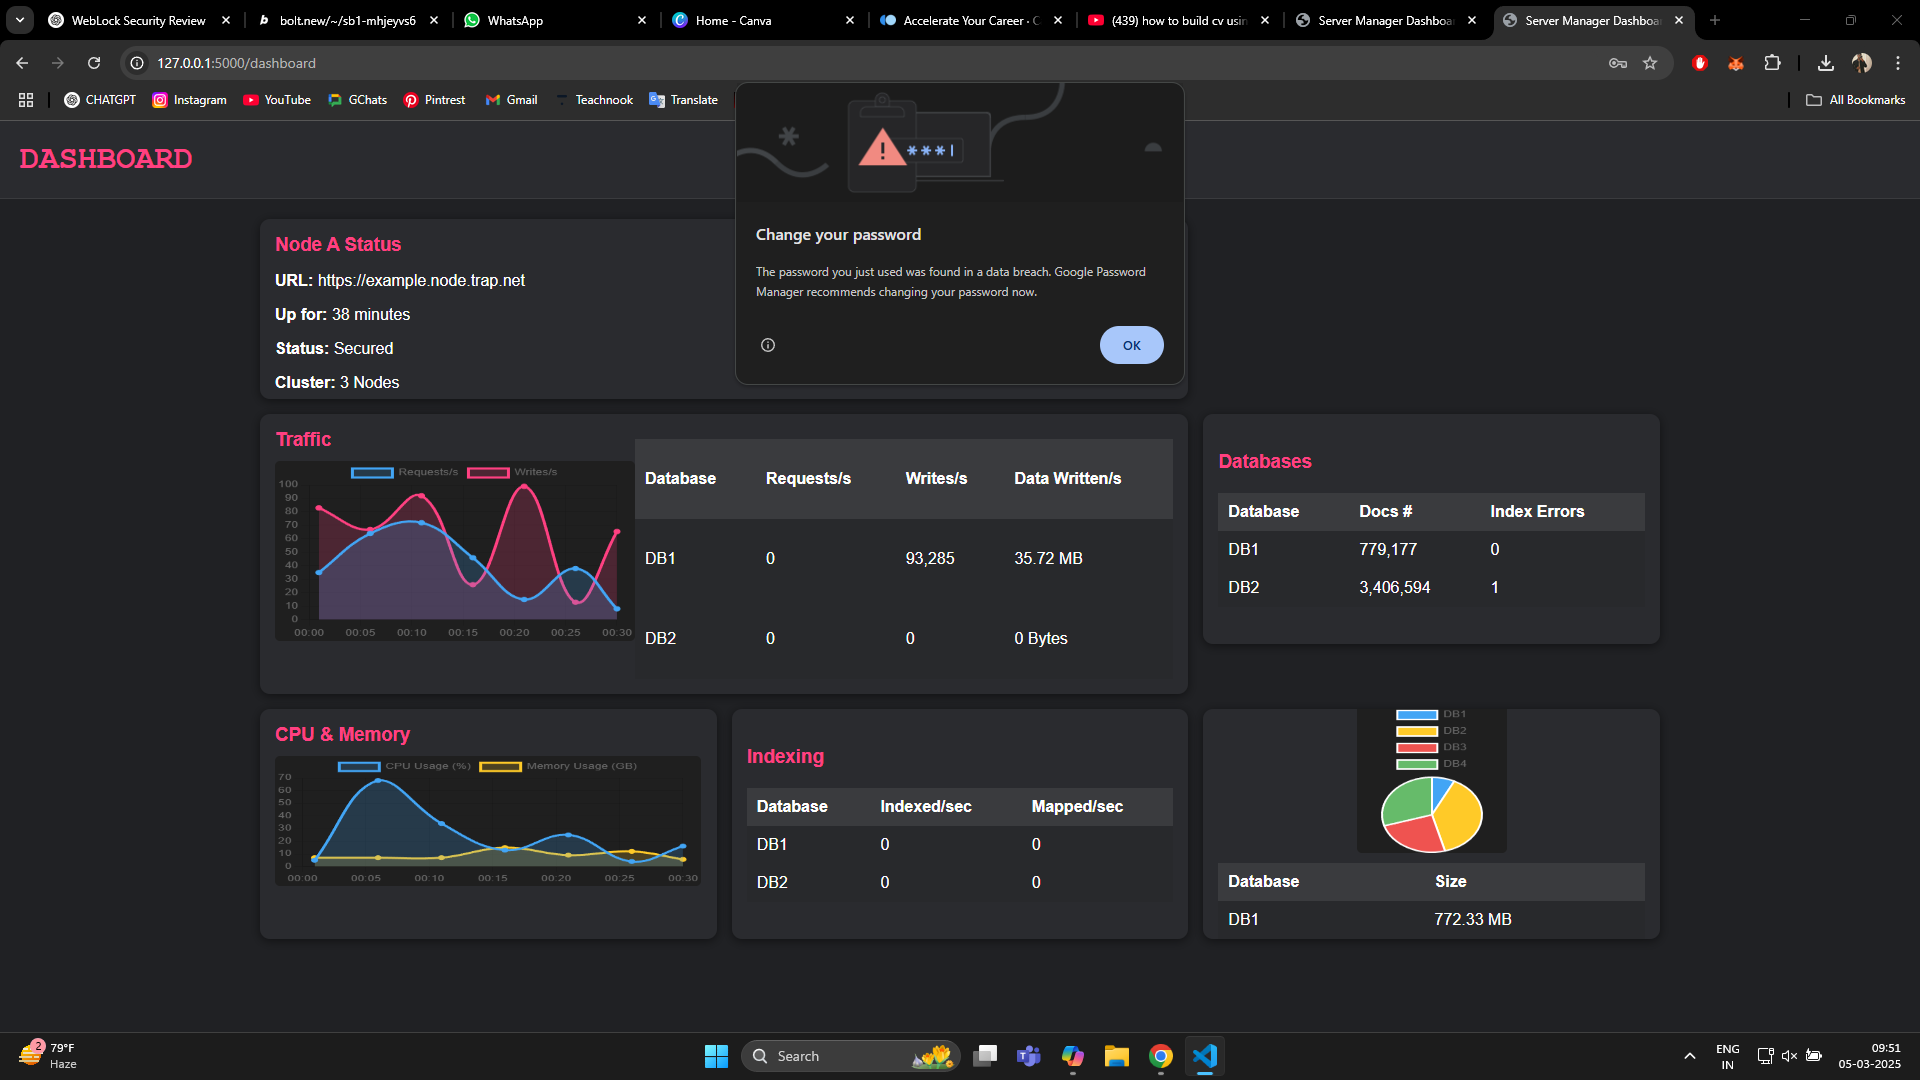 WebLock Security Review
bolt.new/~/sb1-mhjeyvs6
WhatsApp
Home - Canva
Accelerate Your Career · C
(439) how to build cv usin
Server Manager Dashboa
Server Manager Dashboa
127.0.0.1:5000/dashboard
CHATGPT
Instagram
YouTube
GChats
Pintrest
Gmail
Teachnook
Translate
All Bookmarks
DASHBOARD
***
Change your password
The password you just used was found in a data breach. Google Password
Manager recommends changing your password now.
OK
Node A Status
URL: https://example.node.trap.net
Up for: 38 minutes
Status: Secured
Cluster: 3 Nodes
Traffic
Requests/s Writes/s
100
90
80
70
60
50
40
30
20
10
0
00:00 00:05 00:10 00:15 00:20 00:25 00:30
Database Requests/s Writes/s Data Written/s
DB1 0 93,285 35.72 MB
DB2 0 0 0 Bytes
Databases
Database Docs # Index Errors
DB1 779,177 0
DB2 3,406,594 1
CPU & Memory
CPU Usage (%) Memory Usage (GB)
70
60
50
40
30
20
10
0
00:00 00:05 00:10 00:15 00:20 00:25 00:30
Indexing
Database Indexed/sec Mapped/sec
DB1 0 0
DB2 0 0
DB1
DB2
DB3
DB4
Database Size
DB1 772.33 MB
2
79°F
Haze
Search
ENG
IN
09:51
05-03-2025